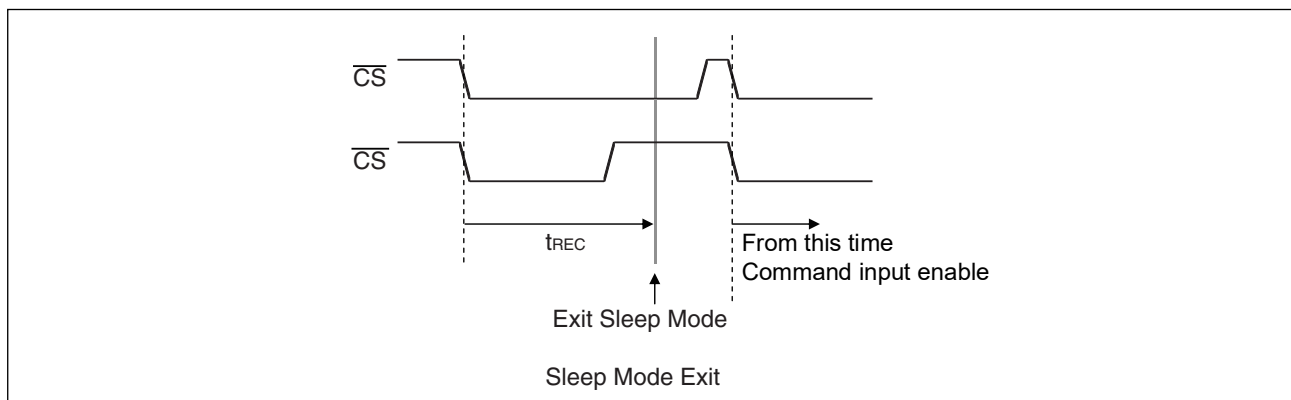 CS
CS
tREC
From this time
Command input enable
Exit Sleep Mode
Sleep Mode Exit